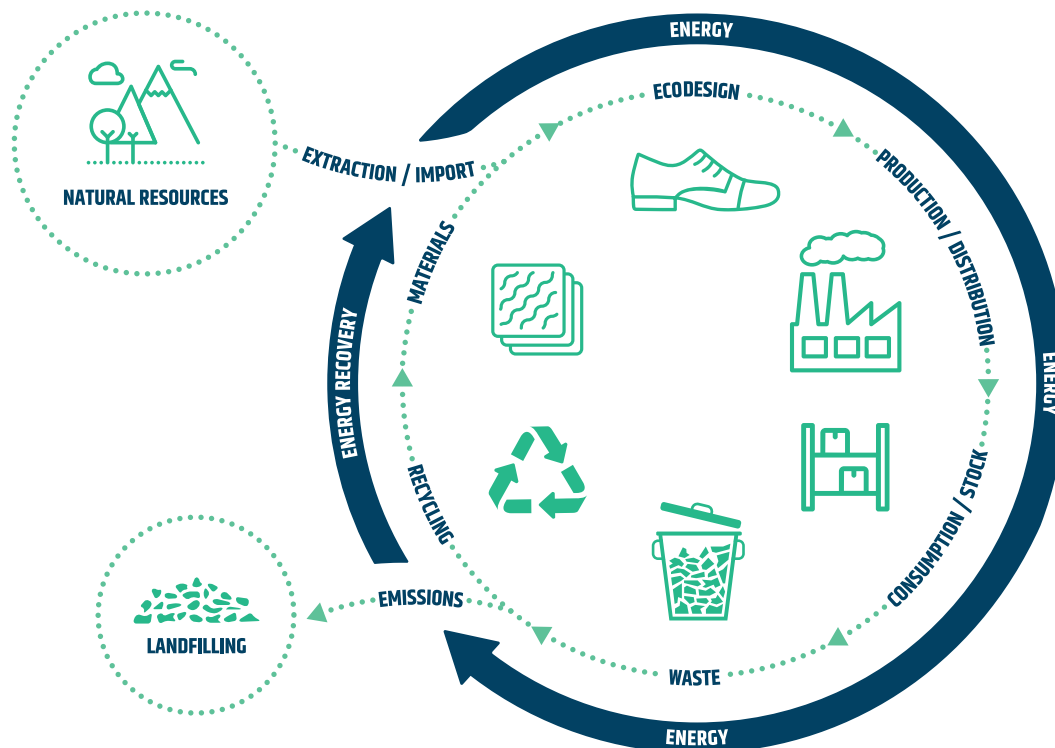 ENERGY
ECODESIGN
EXTRACTION / IMPORT
NATURAL RESOURCES
PRODUCTION / DISTRIBUTION
MATERIALS
ENERGY RECOVERY
ENERGY
RECYCLING
CONSUMPTION / STOCK
EMISSIONS
LANDFILLING
WASTE
ENERGY